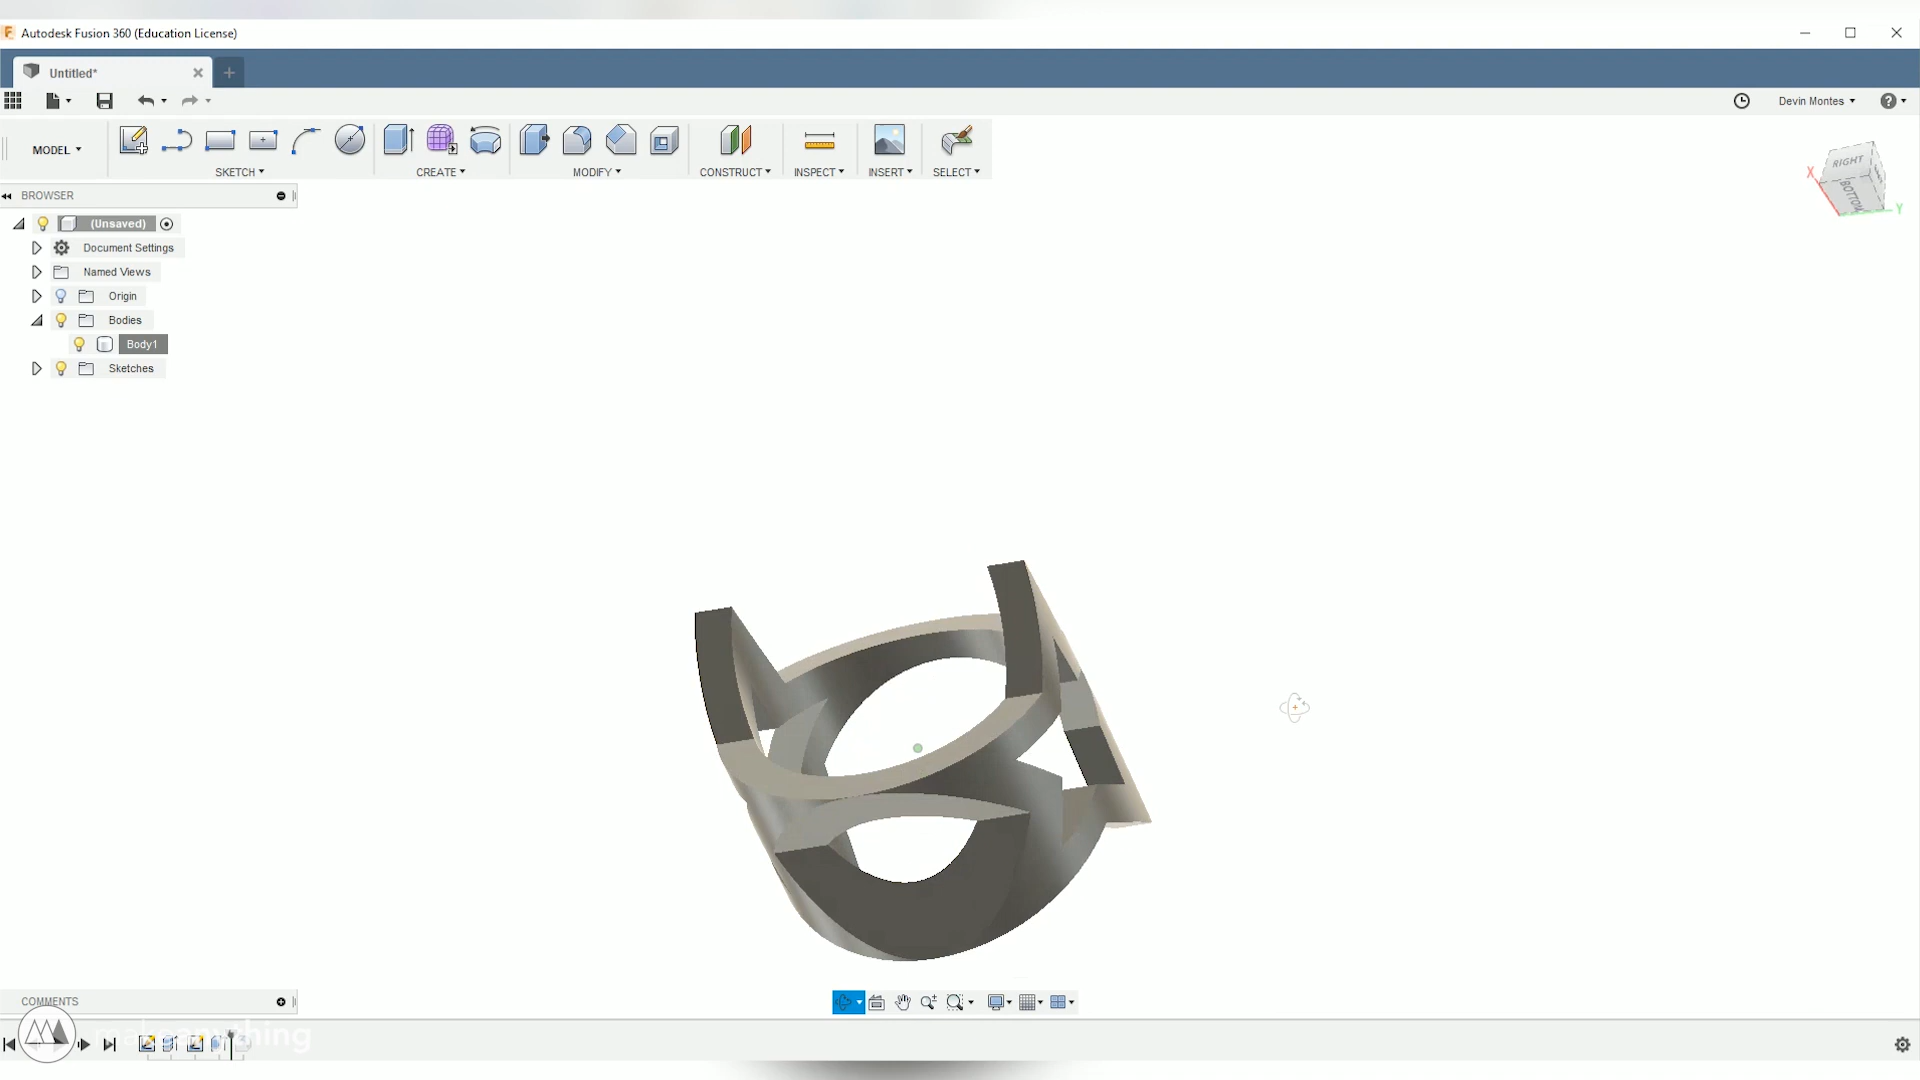 Autodesk Fusion 360 (Education License)
Untitled*
Devin Montes
MODEL
SKETCH
CREATE
MODIFY
CONSTRUCT
INSPECT
INSERT
SELECT
RIGHT
BOTTOM
X
Y
BROWSER
(Unsaved)
Document Settings
Named Views
Origin
Bodies
Body1
Sketches
COMMENTS
makeanything